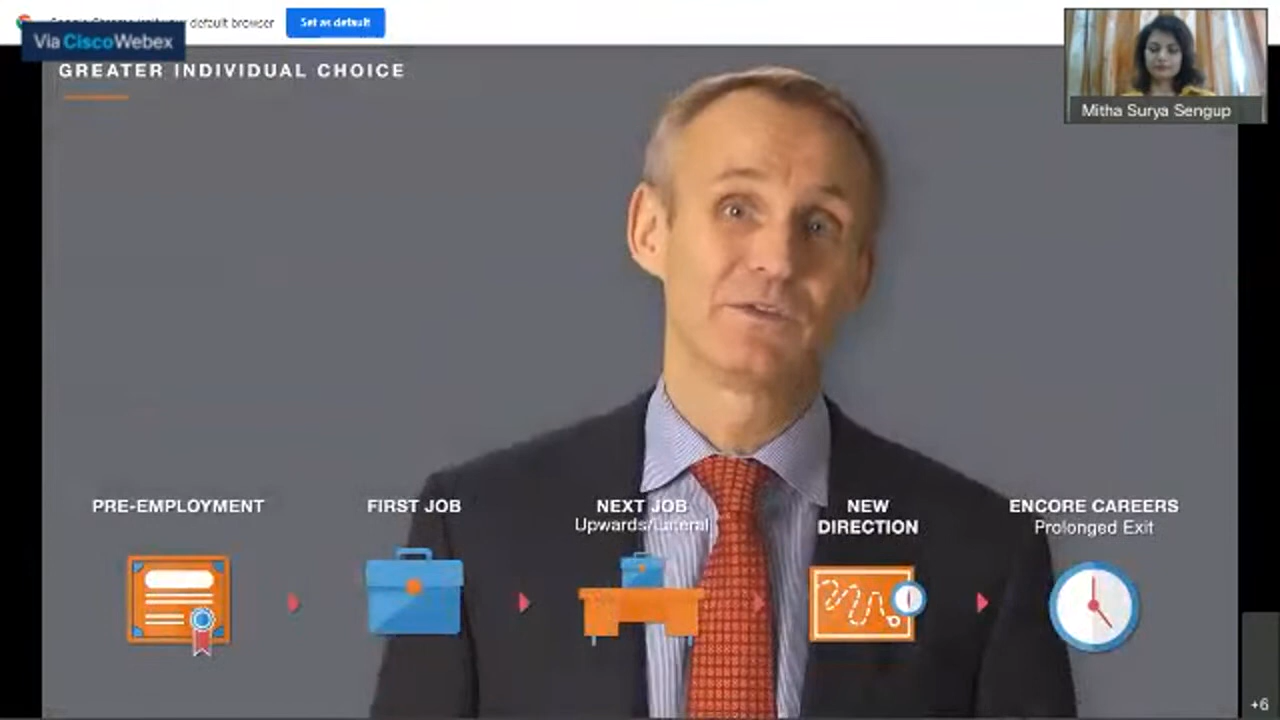 default browser
Set as default
Via CiscoWebex
GREATER INDIVIDUAL CHOICE
Mitha Surya Sengup
PRE-EMPLOYMENT
FIRST JOB
NEXT JOB
Upwards/Lateral
NEW
DIRECTION
ENCORE CAREERS
Prolonged Exit
+6